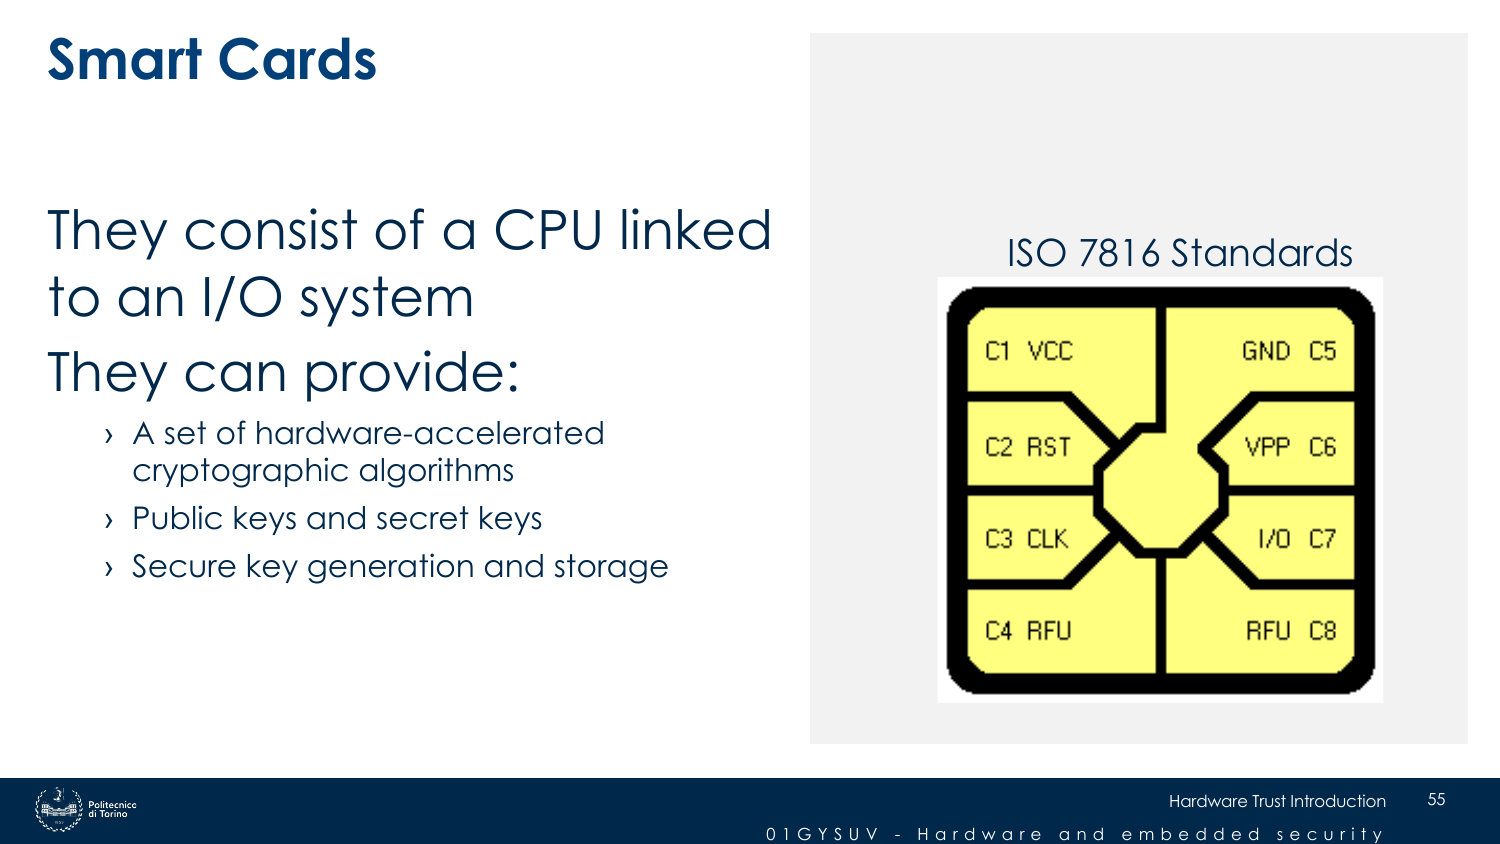 Smart Cards
They consist of a CPU linked
to an I/O system
They can provide:
› A set of hardware-accelerated
cryptographic algorithms
› Public keys and secret keys
› Secure key generation and storage
ISO 7816 Standards
C1 VCC
GND C5
C2 RST
VPP C6
C3 CLK
I/O C7
C4 RFU
RFU C8
Politecnico
di Torino
Hardware Trust Introduction
55
01GYSUV - Hardware and embedded security